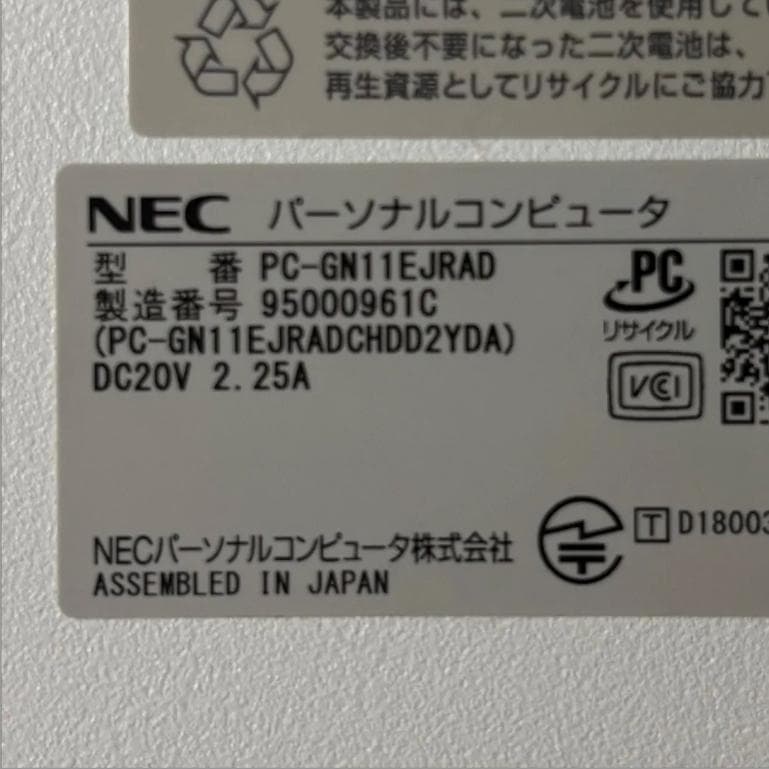 本製品には、二次電池を使用して
交換後不要になった二次電池は、
再生資源としてリサイクルにご協力
NEC パーソナルコンピュータ
型 番 PC-GN11EJRAD
製造番号 95000961C
(PC-GN11EJRADCHDD2YDA)
DC20V 2.25A
PC
リサイクル
VCI
NECパーソナルコンピュータ株式会社
ASSEMBLED IN JAPAN
T D18003